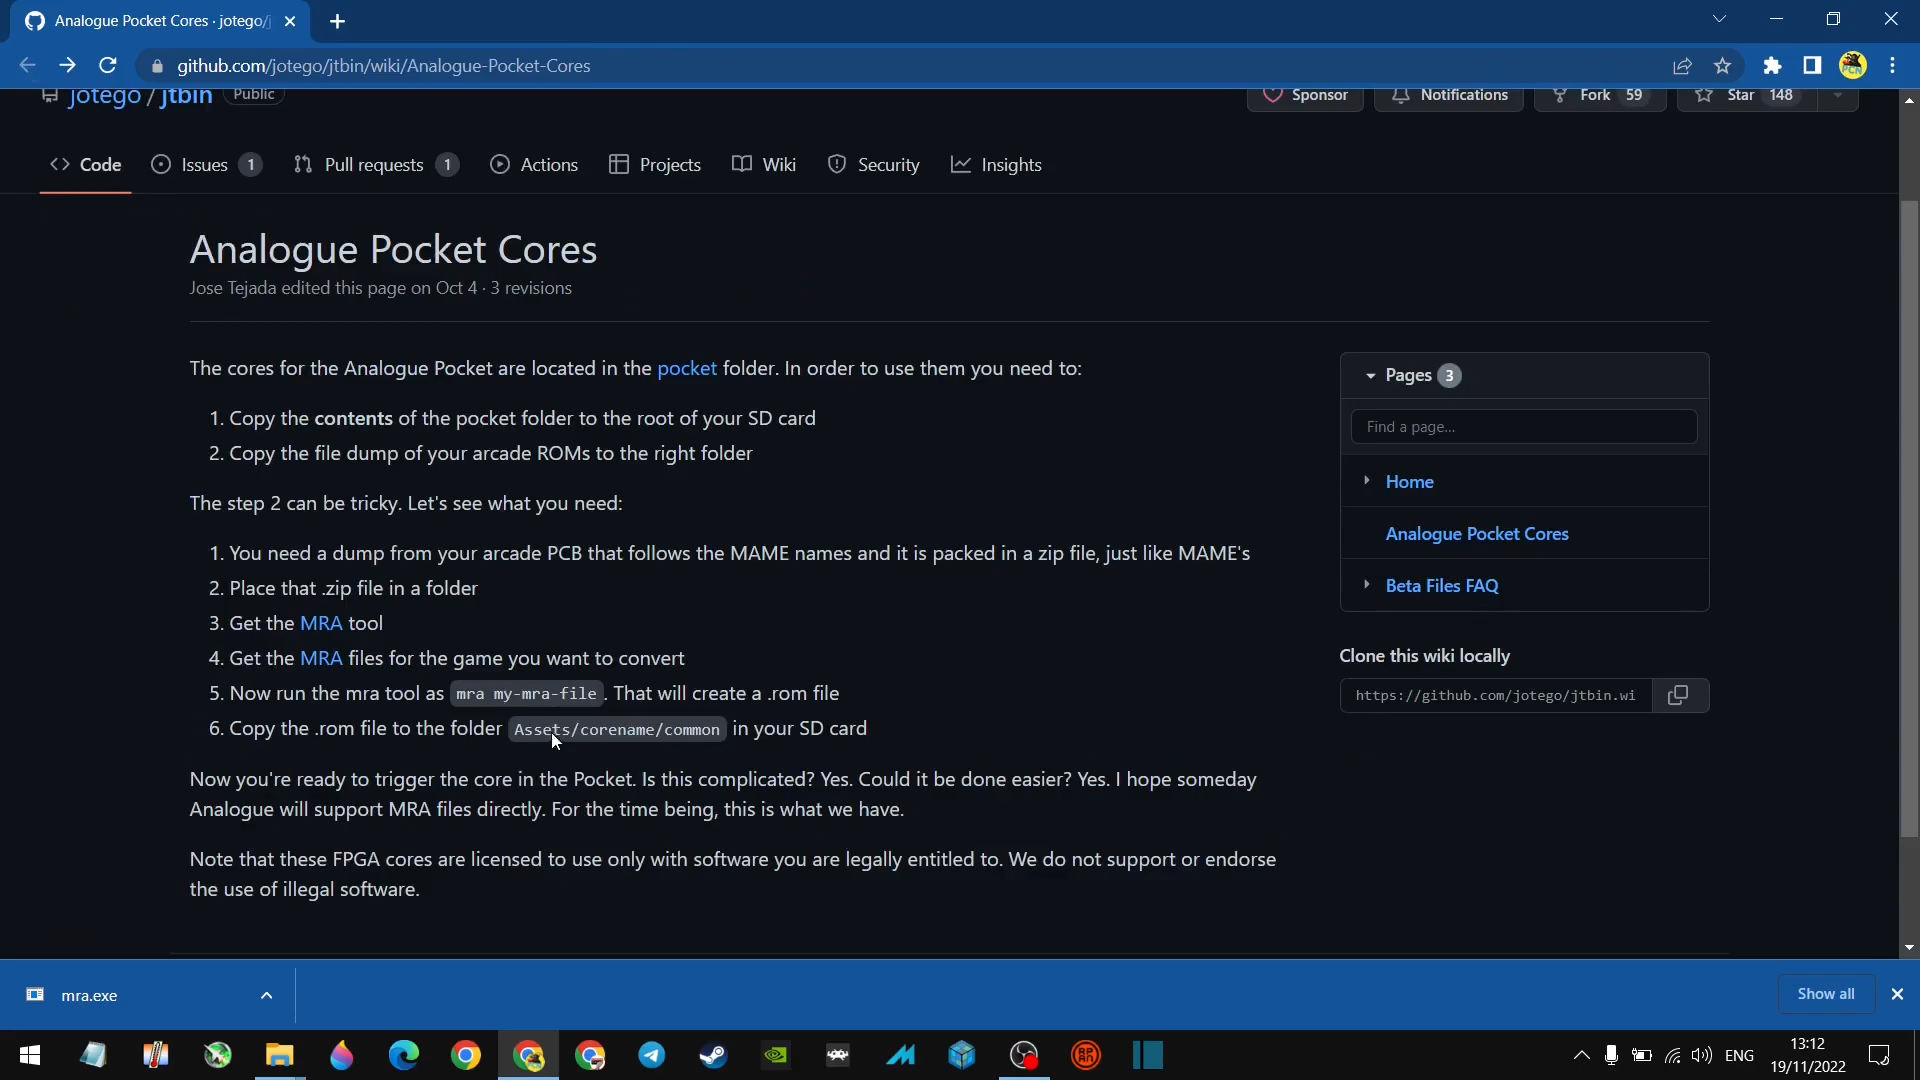 Analogue Pocket Cores · jotego/j
github.com/jotego/jtbin/wiki/Analogue-Pocket-Cores
jotego / jtbin Public
Sponsor Notifications Fork 59 Star 148
Code Issues 1 Pull requests 1 Actions Projects Wiki Security Insights
Analogue Pocket Cores
Jose Tejada edited this page on Oct 4 · 3 revisions
The cores for the Analogue Pocket are located in the pocket folder. In order to use them you need to:
1. Copy the contents of the pocket folder to the root of your SD card
2. Copy the file dump of your arcade ROMs to the right folder
The step 2 can be tricky. Let's see what you need:
1. You need a dump from your arcade PCB that follows the MAME names and it is packed in a zip file, just like MAME's
2. Place that .zip file in a folder
3. Get the MRA tool
4. Get the MRA files for the game you want to convert
5. Now run the mra tool as mra my-mra-file . That will create a .rom file
6. Copy the .rom file to the folder Assets/corename/common in your SD card
Now you're ready to trigger the core in the Pocket. Is this complicated? Yes. Could it be done easier? Yes. I hope someday
Analogue will support MRA files directly. For the time being, this is what we have.
Note that these FPGA cores are licensed to use only with software you are legally entitled to. We do not support or endorse
the use of illegal software.
Pages 3
Find a page...
Home
Analogue Pocket Cores
Beta Files FAQ
Clone this wiki locally
https://github.com/jotego/jtbin.wi
mra.exe
Show all
ENG
13:12
19/11/2022